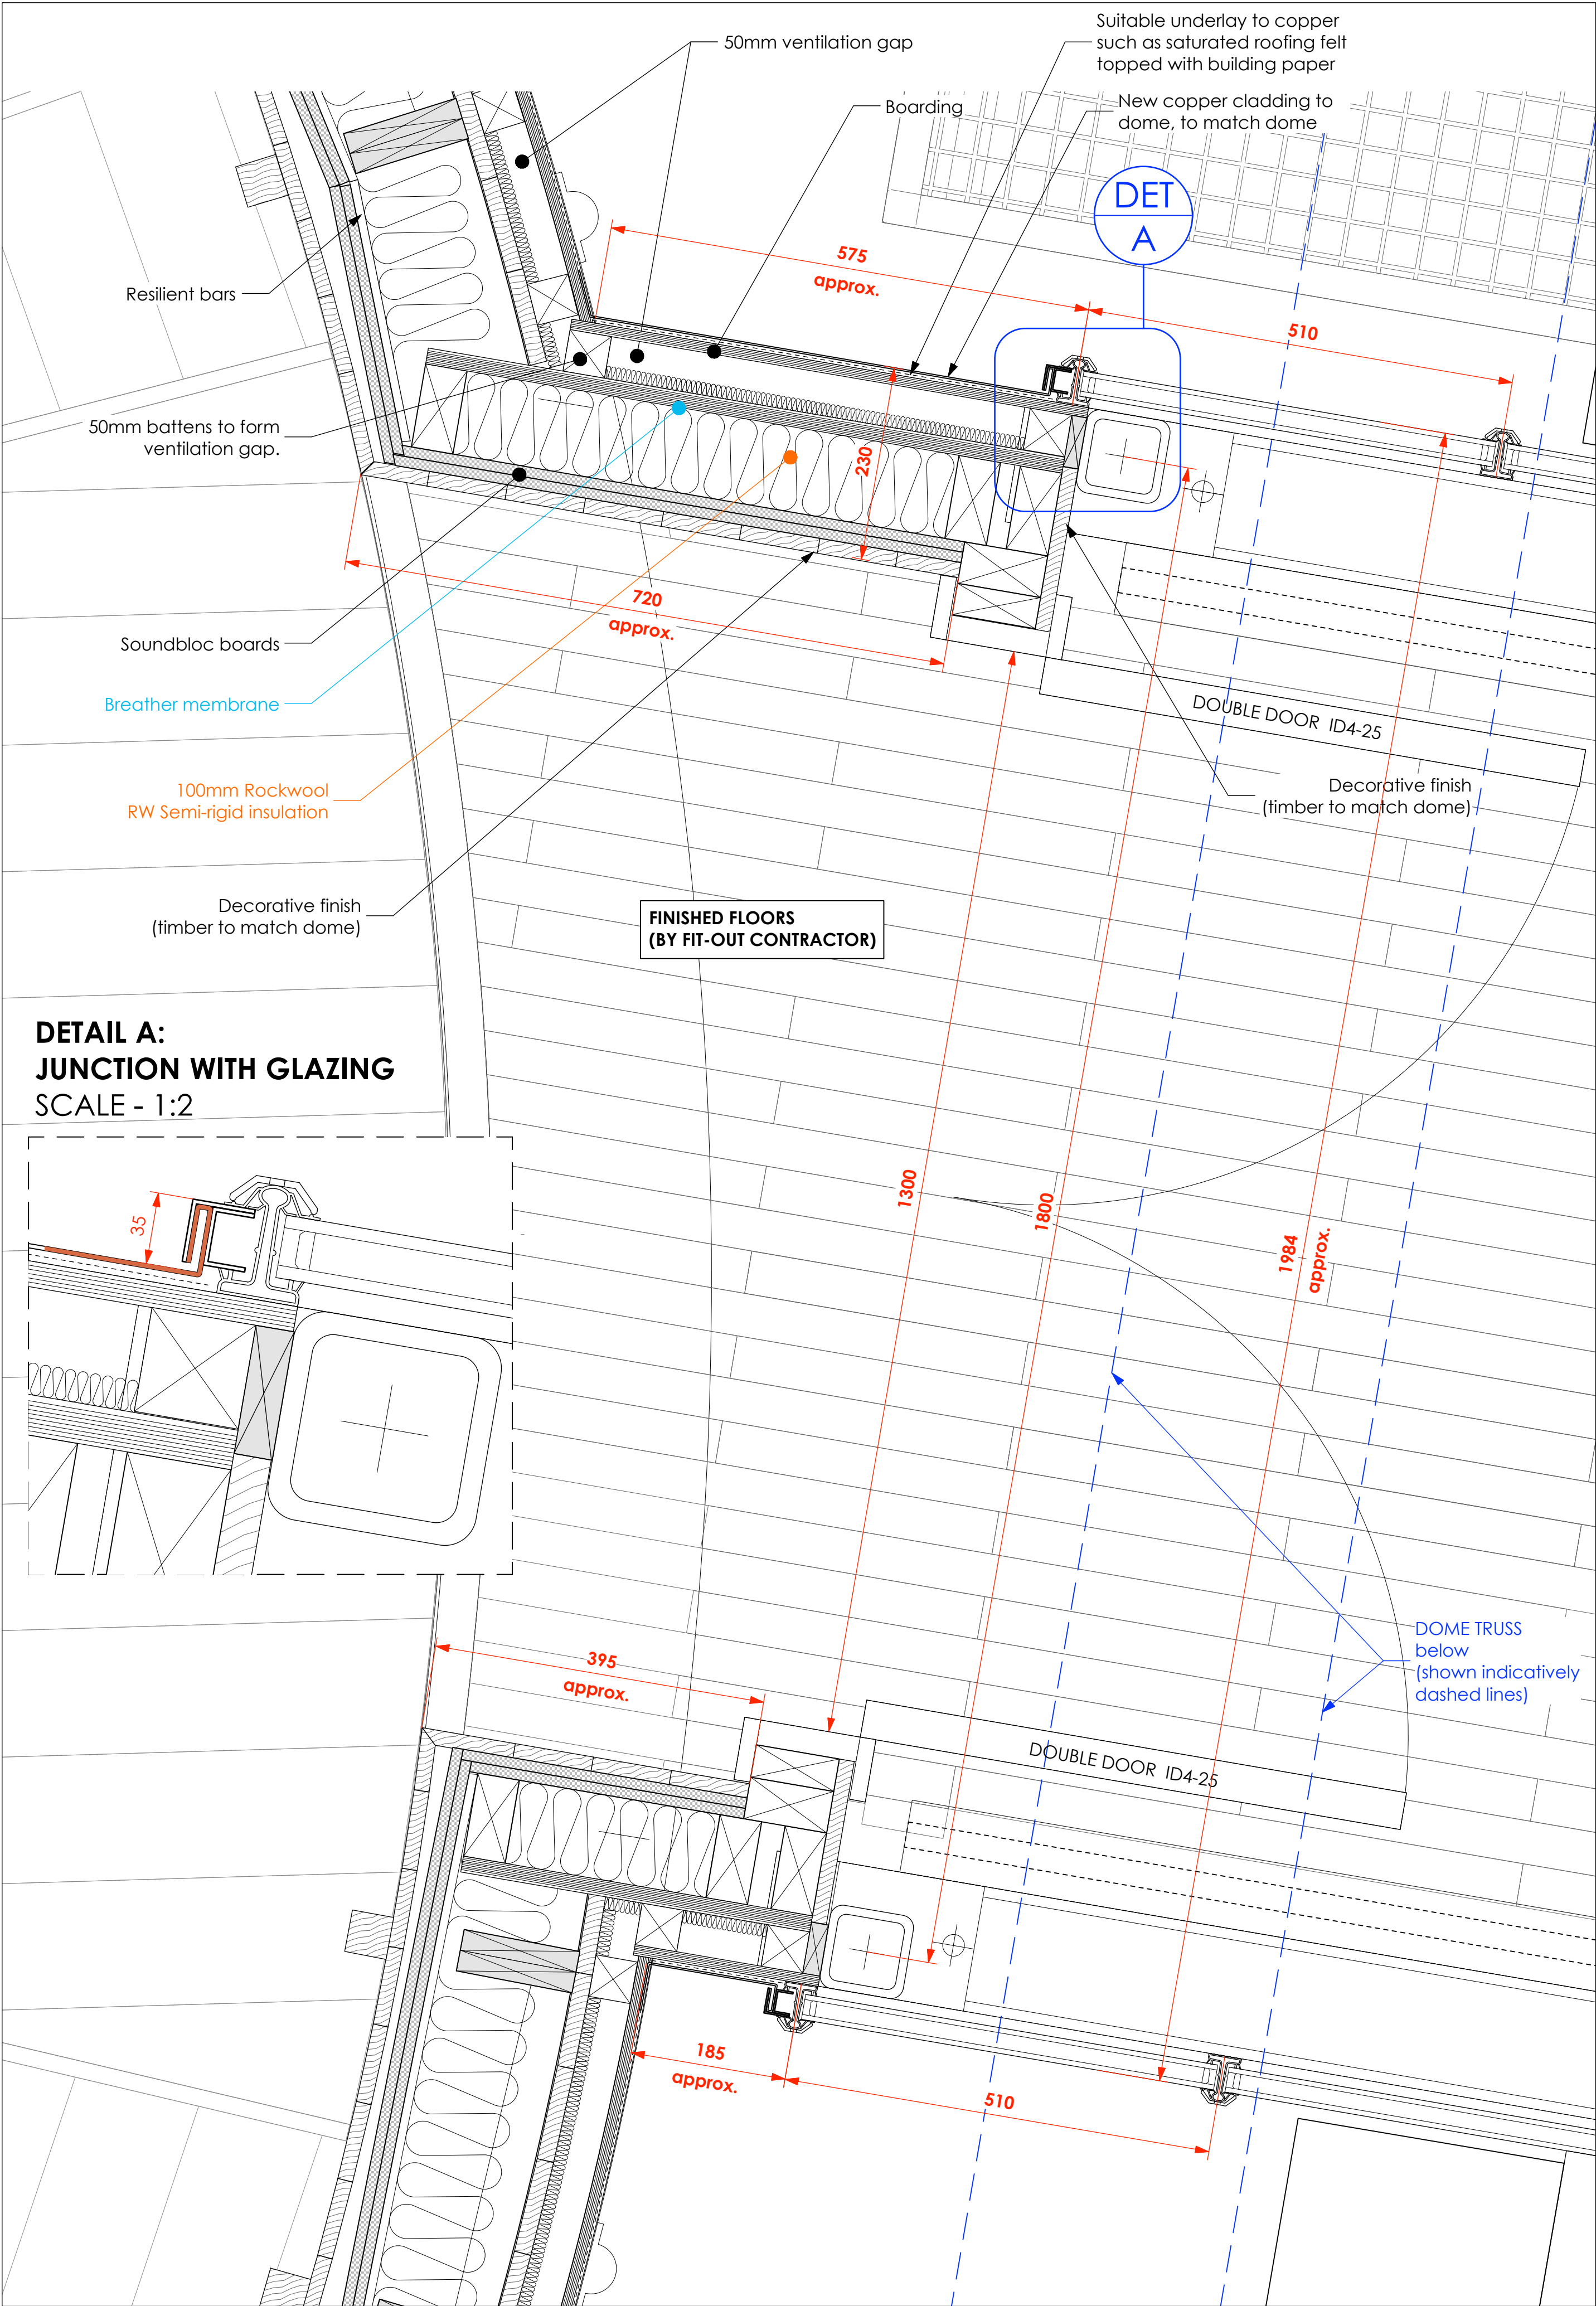 50mm ventilation gap
Suitable underlay to copper
such as saturated roofing felt
topped with building paper
Boarding
New copper cladding to
dome, to match dome
DET
A
575
approx.
510
Resilient bars
50mm battens to form
ventilation gap.
230
720
approx.
Soundbloc boards
Breather membrane
DOUBLE DOOR ID4-25
100mm Rockwool
RW Semi-rigid insulation
Decorative finish
(timber to match dome)
Decorative finish
(timber to match dome)
FINISHED FLOORS
(BY FIT-OUT CONTRACTOR)
DETAIL A:
JUNCTION WITH GLAZING
SCALE - 1:2
35
1300
1800
1984
approx.
DOME TRUSS
below
(shown indicatively
dashed lines)
395
approx.
DOUBLE DOOR ID4-25
185
approx.
510